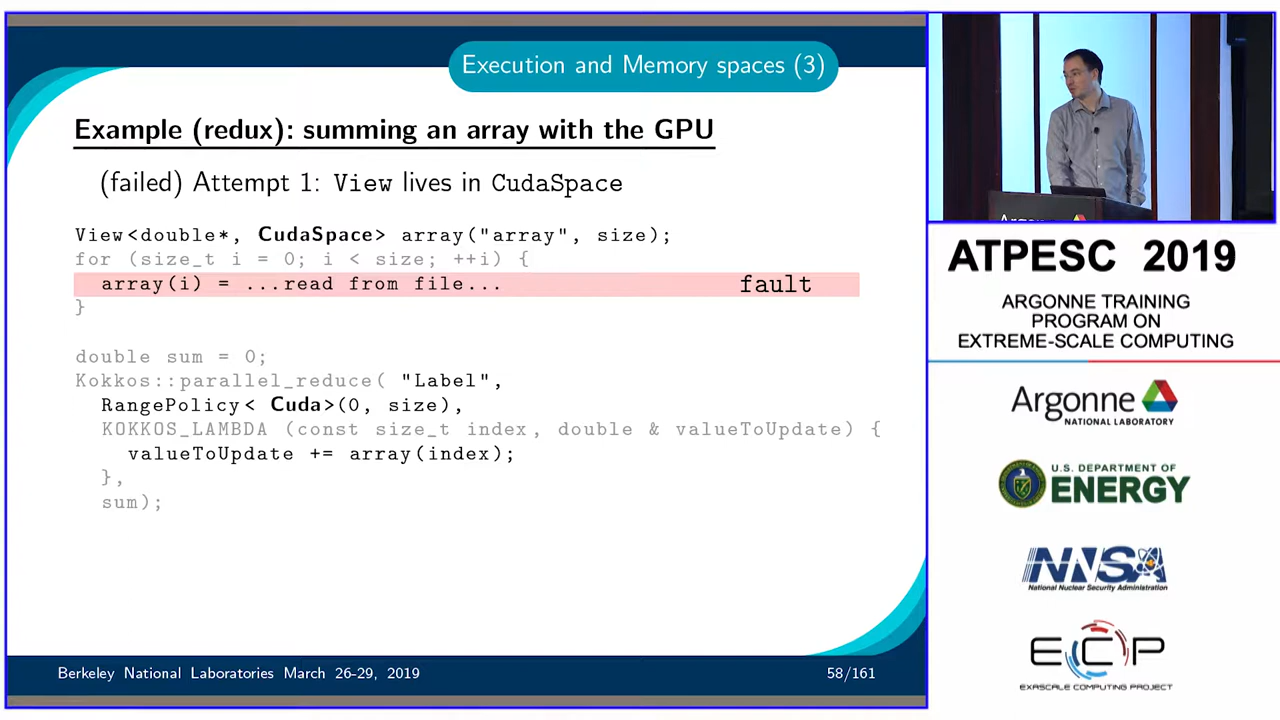 Execution and Memory spaces (3)
Example (redux): summing an array with the GPU
(failed) Attempt 1: View lives in CudaSpace
View<double*, CudaSpace> array("array", size);
for (size_t i = 0; i < size; ++i) {
array(i) = ...read from file... fault
}
double sum = 0;
Kokkos::parallel_reduce( "Label",
RangePolicy< Cuda>(0, size),
KOKKOS_LAMBDA (const size_t index, double & valueToUpdate) {
valueToUpdate += array(index);
},
sum);
Berkeley National Laboratories March 26-29, 2019 58/161
Argonne
ATPESC 2019
ARGONNE TRAINING
PROGRAM ON
EXTREME-SCALE COMPUTING
Argonne
NATIONAL LABORATORY
U.S. DEPARTMENT OF
ENERGY
NNSA
National Nuclear Security Administration
ECP
EXASCALE COMPUTING PROJECT